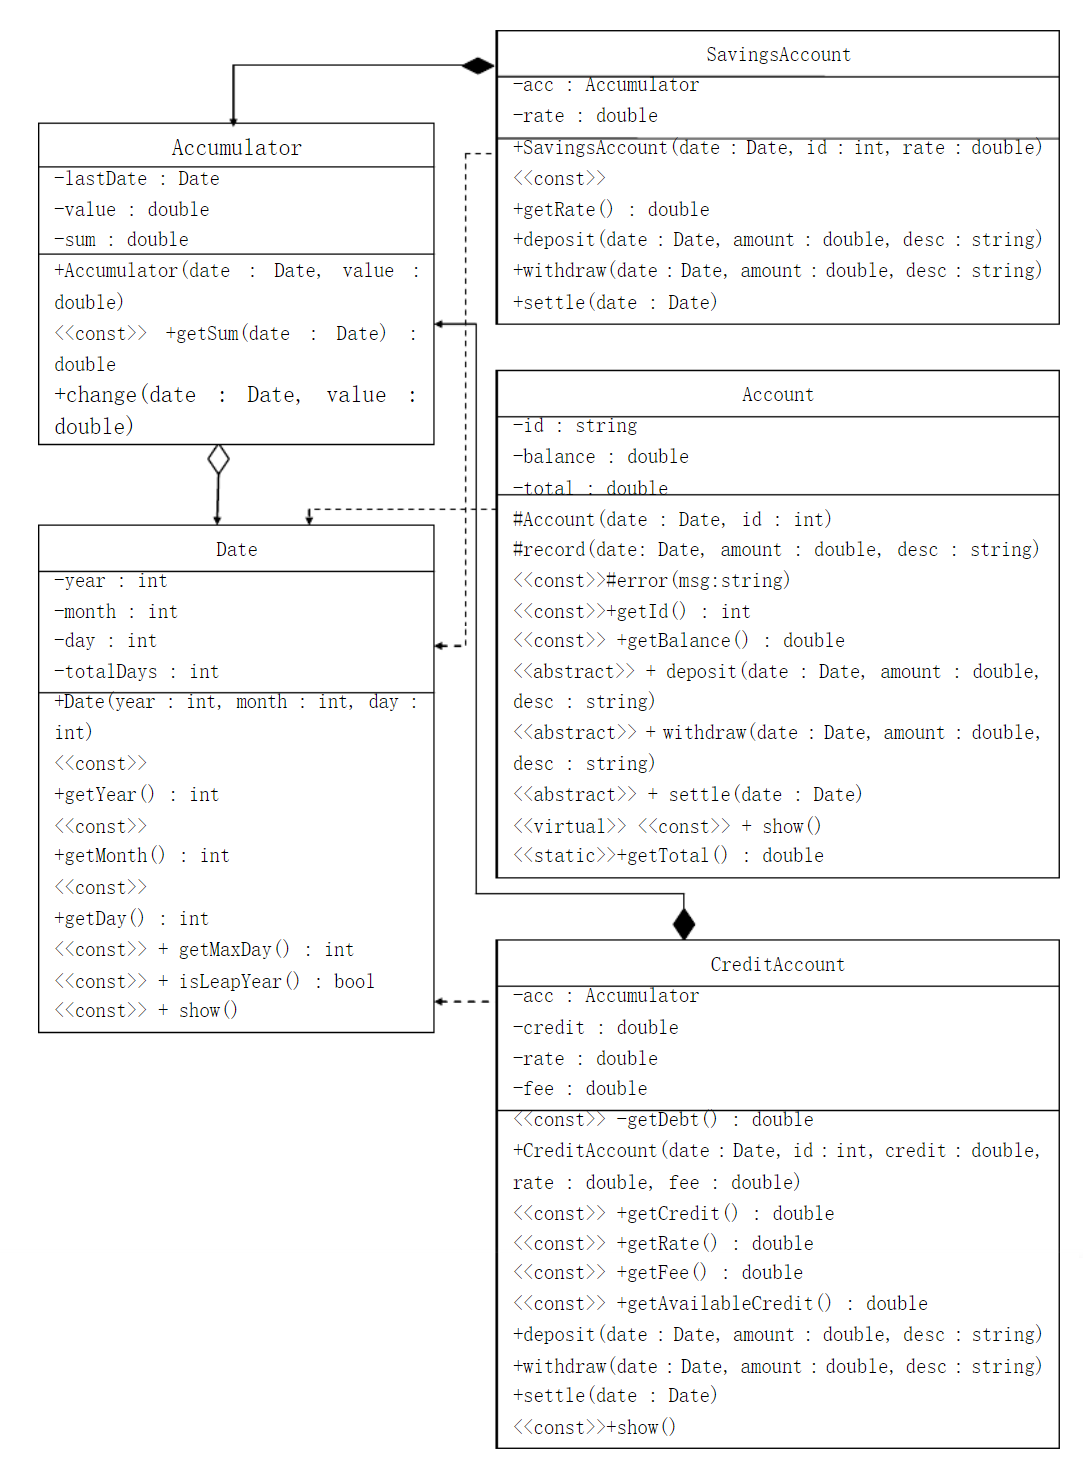 SavingsAccount
-acc : Accumulator
-rate : double
+SavingsAccount(date : Date, id : int, rate : double)
<<const>>
+getRate() : double
+deposit(date : Date, amount : double, desc : string)
+withdraw(date : Date, amount : double, desc : string)
+settle(date : Date)
Accumulator
-lastDate : Date
-value : double
-sum : double
+Accumulator(date : Date, value :
double)
<<const>> +getSum(date : Date) :
double
+change(date : Date, value :
double)
Account
-id : string
-balance : double
-total : double
#Account(date : Date, id : int)
#record(date: Date, amount : double, desc : string)
<<const>>#error(msg:string)
<<const>>+getId() : int
<<const>> +getBalance() : double
<<abstract>> + deposit(date : Date, amount : double,
desc : string)
<<abstract>> + withdraw(date : Date, amount : double,
desc : string)
<<abstract>> + settle(date : Date)
<<virtual>> <<const>> + show()
<<static>>+getTotal() : double
Date
-year : int
-month : int
-day : int
-totalDays : int
+Date(year : int, month : int, day :
int)
<<const>>
+getYear() : int
<<const>>
+getMonth() : int
<<const>>
+getDay() : int
<<const>> + getMaxDay() : int
<<const>> + isLeapYear() : bool
<<const>> + show()
CreditAccount
-acc : Accumulator
-credit : double
-rate : double
-fee : double
<<const>> -getDebt() : double
+CreditAccount(date : Date, id : int, credit : double,
rate : double, fee : double)
<<const>> +getCredit() : double
<<const>> +getRate() : double
<<const>> +getFee() : double
<<const>> +getAvailableCredit() : double
+deposit(date : Date, amount : double, desc : string)
+withdraw(date : Date, amount : double, desc : string)
+settle(date : Date)
<<const>>+show()